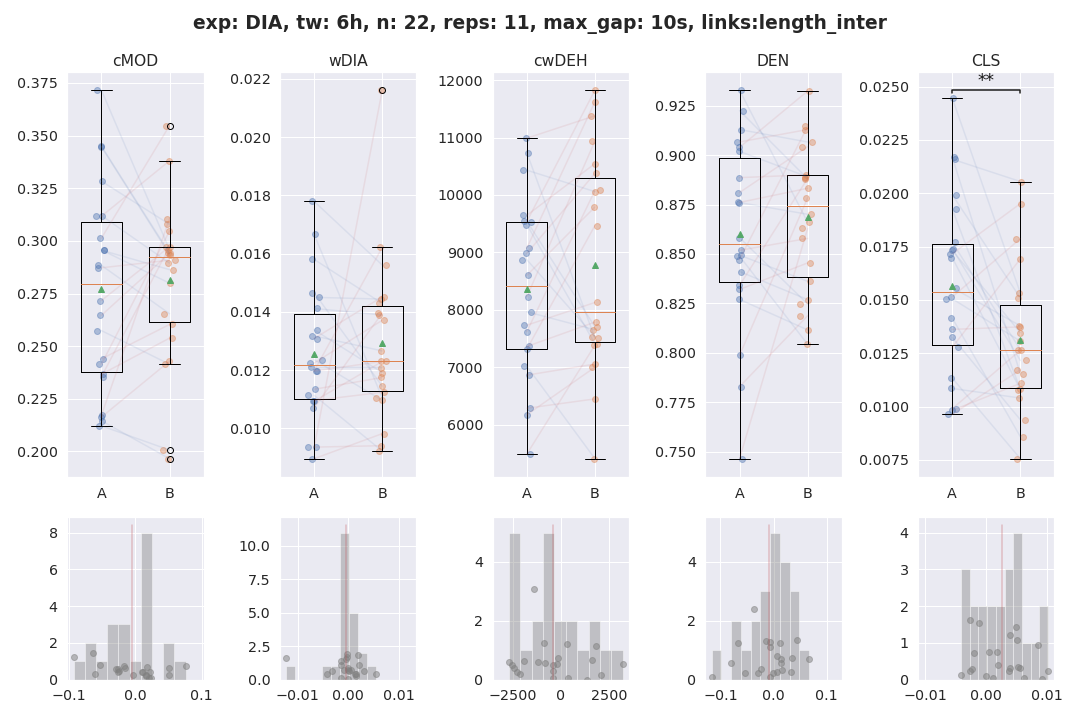 exp: DIA, tw: 6h, n: 22, reps: 11, max_gap: 10s, links:length_inter
cMOD wDIA cwDEH DEN CLS
**
0.375 0.350 0.325 0.300 0.275 0.250 0.225 0.200
A B
0.022 0.020 0.018 0.016 0.014 0.012 0.010
A B
12000 11000 10000 9000 8000 7000 6000
A B
0.925 0.900 0.875 0.850 0.825 0.800 0.775 0.750
A B
0.0250 0.0225 0.0200 0.0175 0.0150 0.0125 0.0100 0.0075
A B
8 6 4 2 0
−0.1 0.0 0.1
10.0 7.5 5.0 2.5 0.0
0.00 0.01
4 2 0
−2500 0 2500
4 2 0
−0.1 0.0 0.1
4 3 2 1 0
−0.01 0.00 0.01